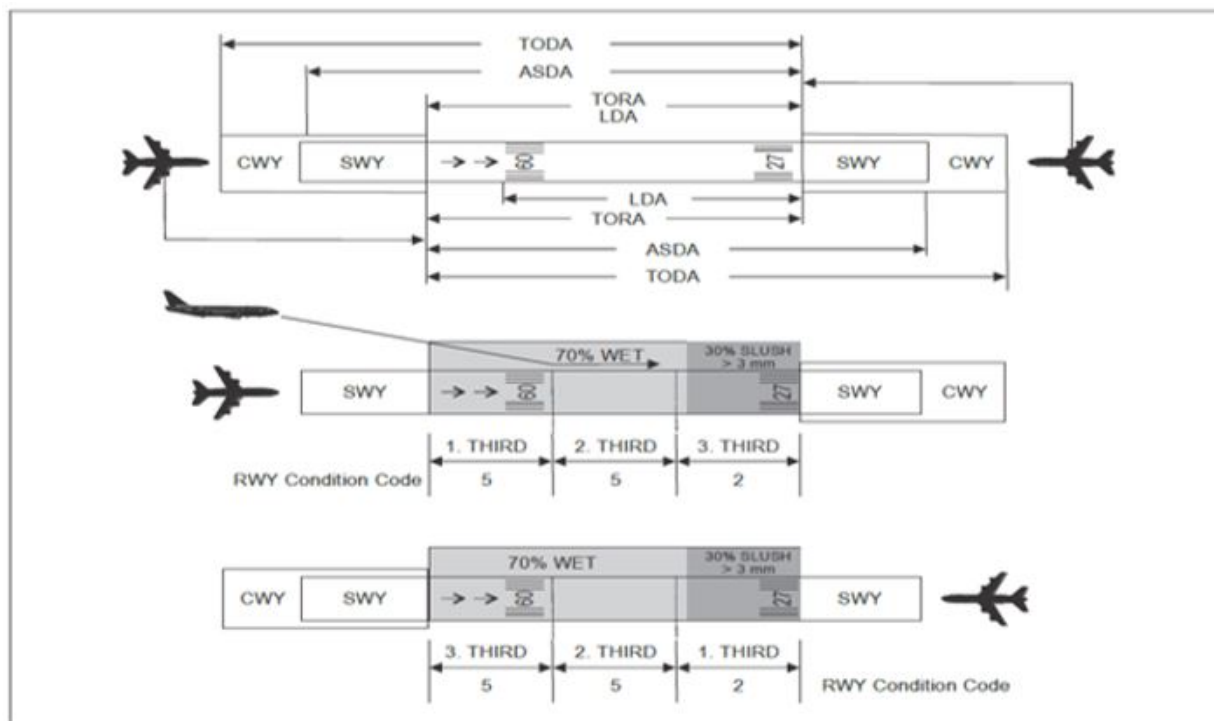 TODA
ASDA
TORA
LDA
CWY SWY → → 09 27 SWY CWY
LDA
TORA
ASDA
TODA
70% WET 30% SLUSH
> 3 mm
SWY → → 09 27 SWY CWY
1. THIRD 2. THIRD 3. THIRD
RWY Condition Code 5 5 2
70% WET 30% SLUSH
> 3 mm
CWY SWY → → 09 27 SWY
3. THIRD 2. THIRD 1. THIRD
5 5 2 RWY Condition Code